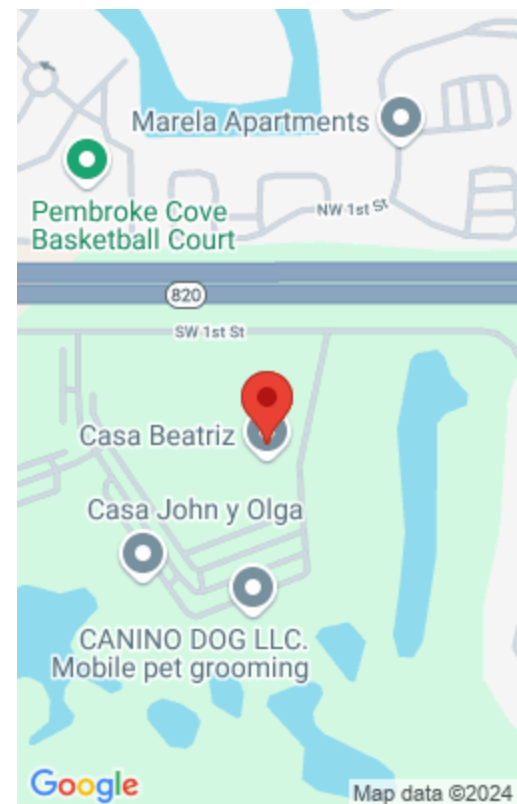 Marela Apartments
Pembroke Cove
Basketball Court
NW 1st St
820
SW 1st St
Casa Beatriz
Casa John y Olga
CANINO DOG LLC.
Mobile pet grooming
Google
Map data ©2024